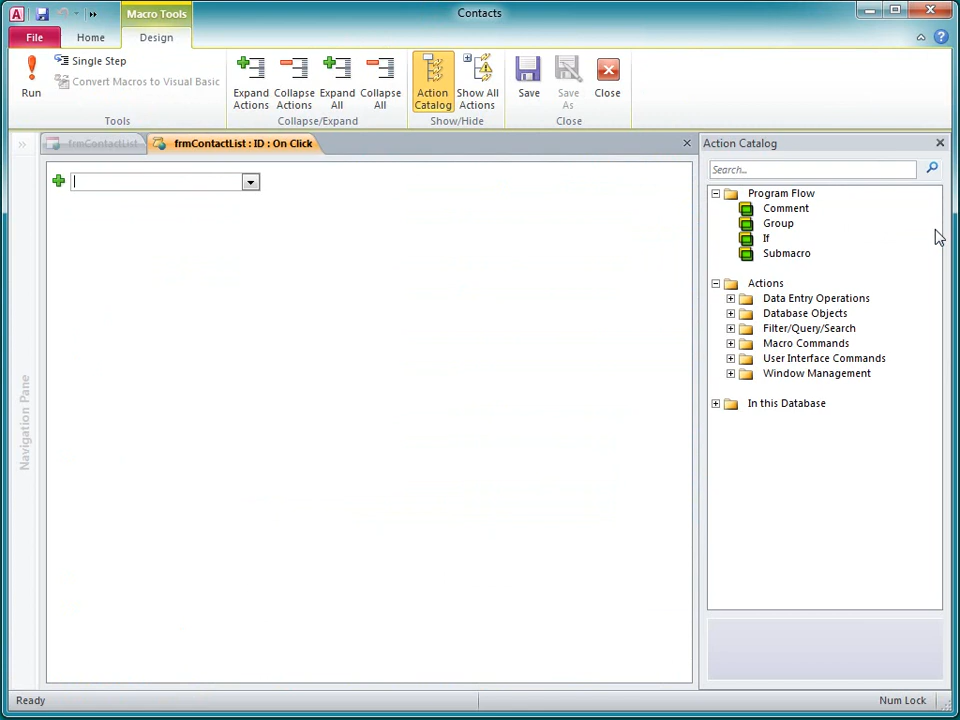 Macro Tools
Contacts
File
Home
Design
Run
Single Step
Convert Macros to Visual Basic
Tools
Expand Actions
Collapse Actions
Expand All
Collapse All
Collapse/Expand
Action Catalog
Show All Actions
Show/Hide
Save
Save As
Close
Close
frmContactList
frmContactList : ID : On Click
Action Catalog
Search...
Program Flow
Comment
Group
If
Submacro
Actions
Data Entry Operations
Database Objects
Filter/Query/Search
Macro Commands
User Interface Commands
Window Management
In this Database
Navigation Pane
Ready
Num Lock